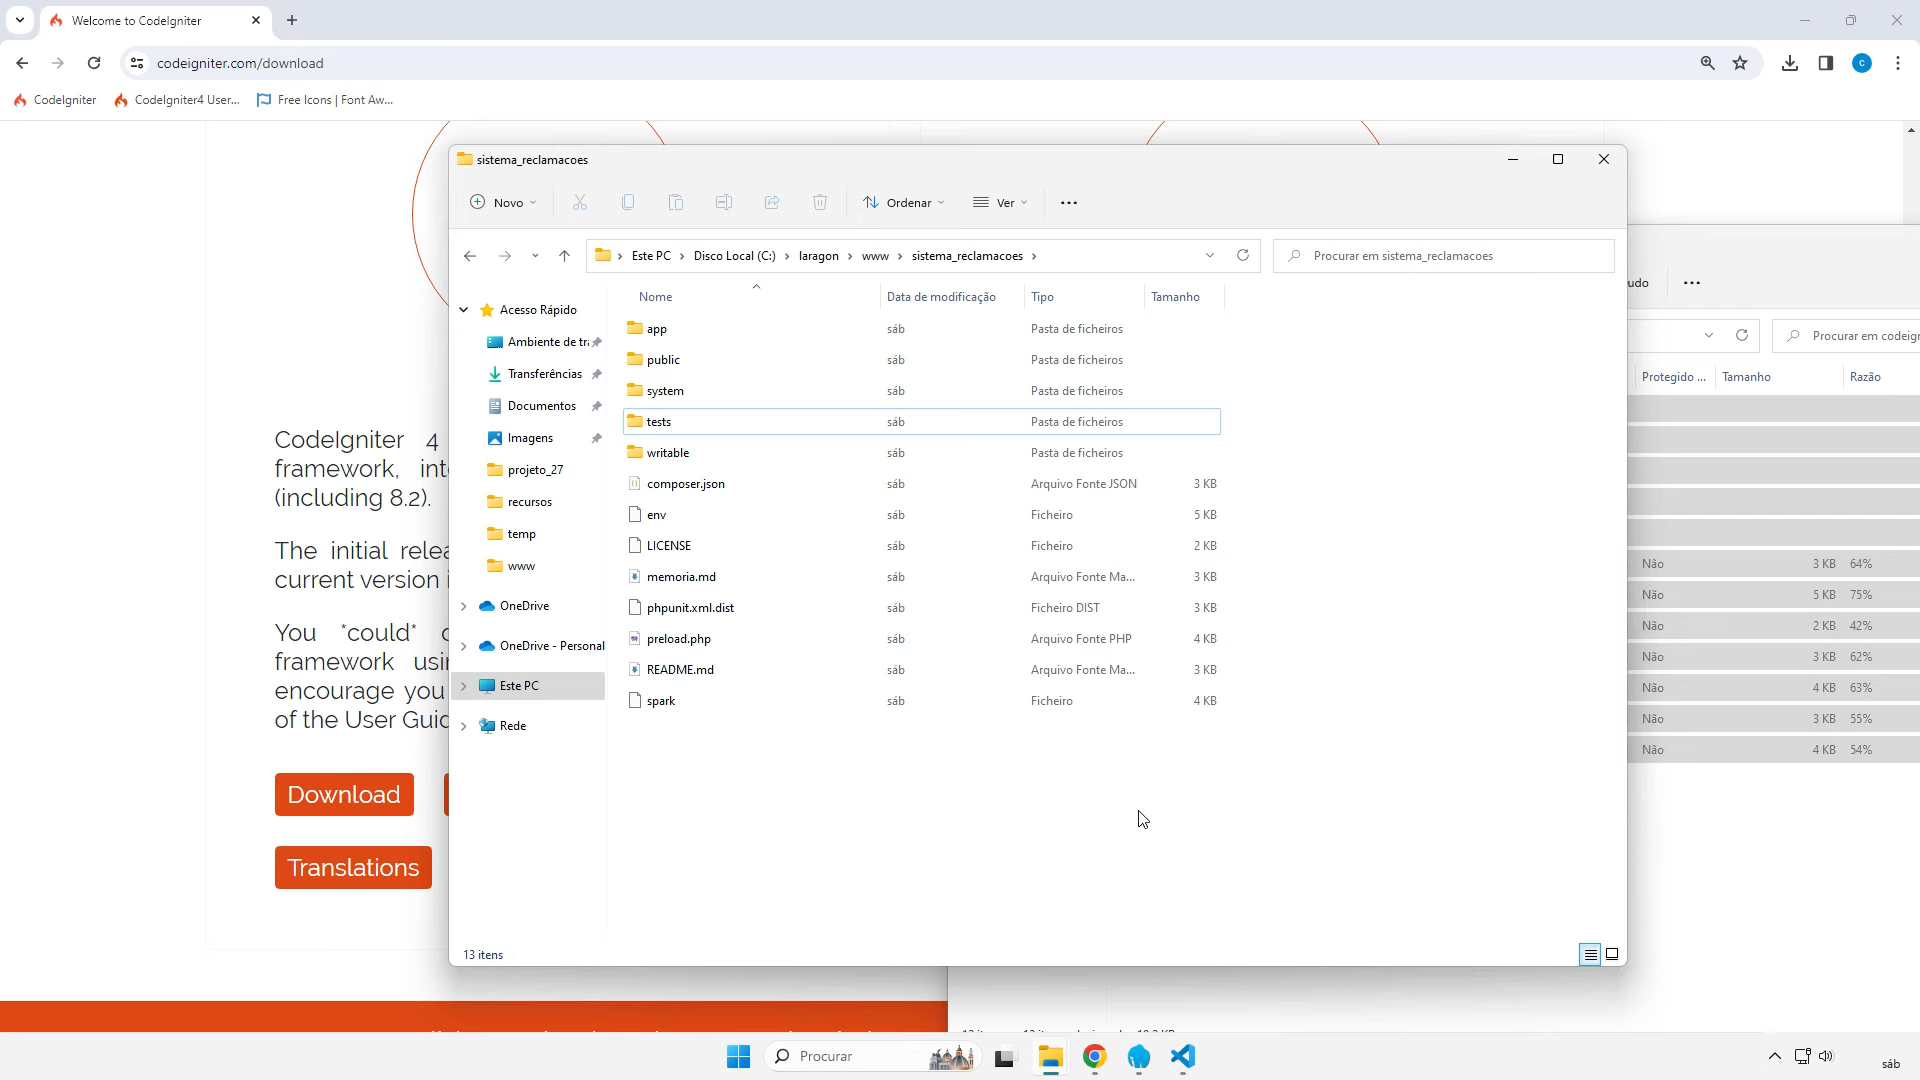 Welcome to CodeIgniter
codeigniter.com/download
c
CodeIgniter
CodeIgniter4 User...
Free Icons | Font Aw...
sistema_reclamacoes
Novo
Ordenar
Ver
Este PC
Disco Local (C:)
laragon
www
sistema_reclamacoes
Procurar em sistema_reclamacoes
Nome
Data de modificação
Tipo
Tamanho
Acesso Rápido
Ambiente de tra
Transferências
Documentos
Imagens
projeto_27
recursos
temp
www
OneDrive
OneDrive - Personal
Este PC
Rede
app sáb Pasta de ficheiros
public sáb Pasta de ficheiros
system sáb Pasta de ficheiros
tests sáb Pasta de ficheiros
writable sáb Pasta de ficheiros
composer.json sáb Arquivo Fonte JSON 3 KB
env sáb Ficheiro 5 KB
LICENSE sáb Ficheiro 2 KB
memoria.md sáb Arquivo Fonte Ma... 3 KB
phpunit.xml.dist sáb Ficheiro DIST 3 KB
preload.php sáb Arquivo Fonte PHP 4 KB
README.md sáb Arquivo Fonte Ma... 3 KB
spark sáb Ficheiro 4 KB
13 itens
udo
Procurar em codeign
Protegido ... Tamanho Razão
Não 3 KB 64%
Não 5 KB 75%
Não 2 KB 42%
Não 3 KB 62%
Não 4 KB 63%
Não 3 KB 55%
Não 4 KB 54%
CodeIgniter 4
framework, int
(including 8.2).
The initial relea
current version i
You *could*
framework usi
encourage you
of the User Guid
Download
Translations
Procurar
sáb